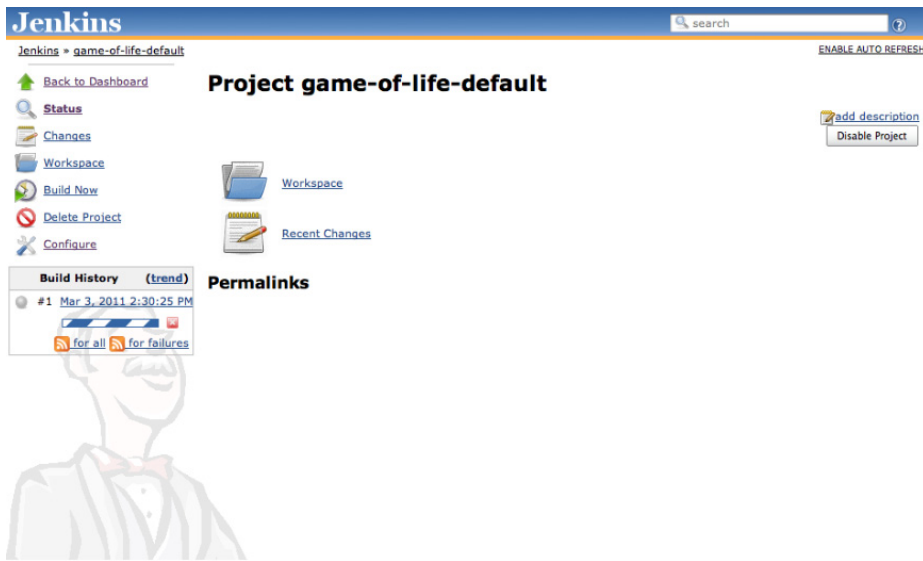 Jenkins
search
Jenkins » game-of-life-default
ENABLE AUTO REFRESH
Back to Dashboard
Status
Changes
Workspace
Build Now
Delete Project
Configure
Project game-of-life-default
add description
Disable Project
Workspace
Recent Changes
Permalinks
Build History (trend)
#1 Mar 3, 2011 2:30:25 PM
for all for failures